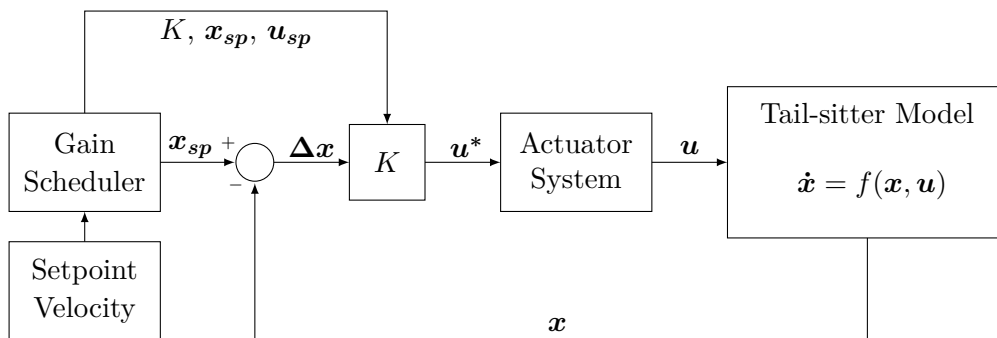 K, x_sp, u_sp
Gain
Scheduler
x_sp
+
−
Δx
K
u*
Actuator
System
u
Tail-sitter Model
ẋ = f(x, u)
Setpoint
Velocity
x